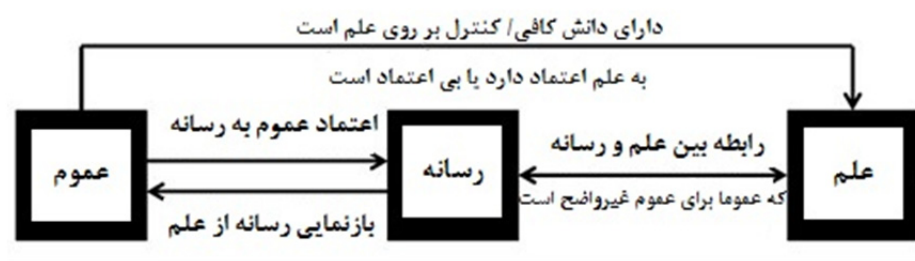 دارای دانش کافی/ کنترل بر روی علم است
به علم اعتماد دارد یا بی اعتماد است
علم
رابطه بین علم و رسانه
که عموما برای عموم غیرواضح است
رسانه
اعتماد عموم به رسانه
بازنمایی رسانه از علم
عموم